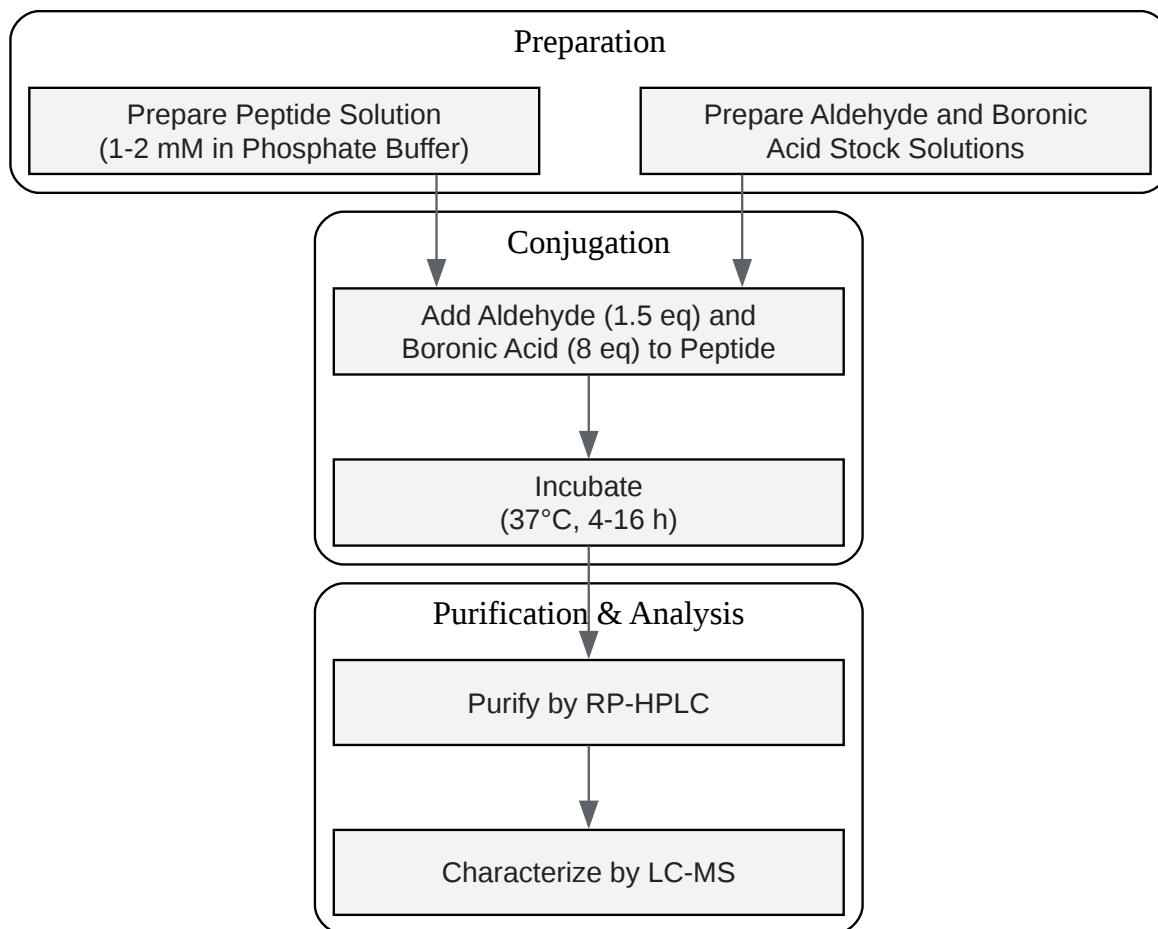 Preparation
Prepare Peptide Solution
(1-2 mM in Phosphate Buffer)
Prepare Aldehyde and Boronic
Acid Stock Solutions
Conjugation
Add Aldehyde (1.5 eq) and
Boronic Acid (8 eq) to Peptide
Incubate
(37°C, 4-16 h)
Purification & Analysis
Purify by RP-HPLC
Characterize by LC-MS